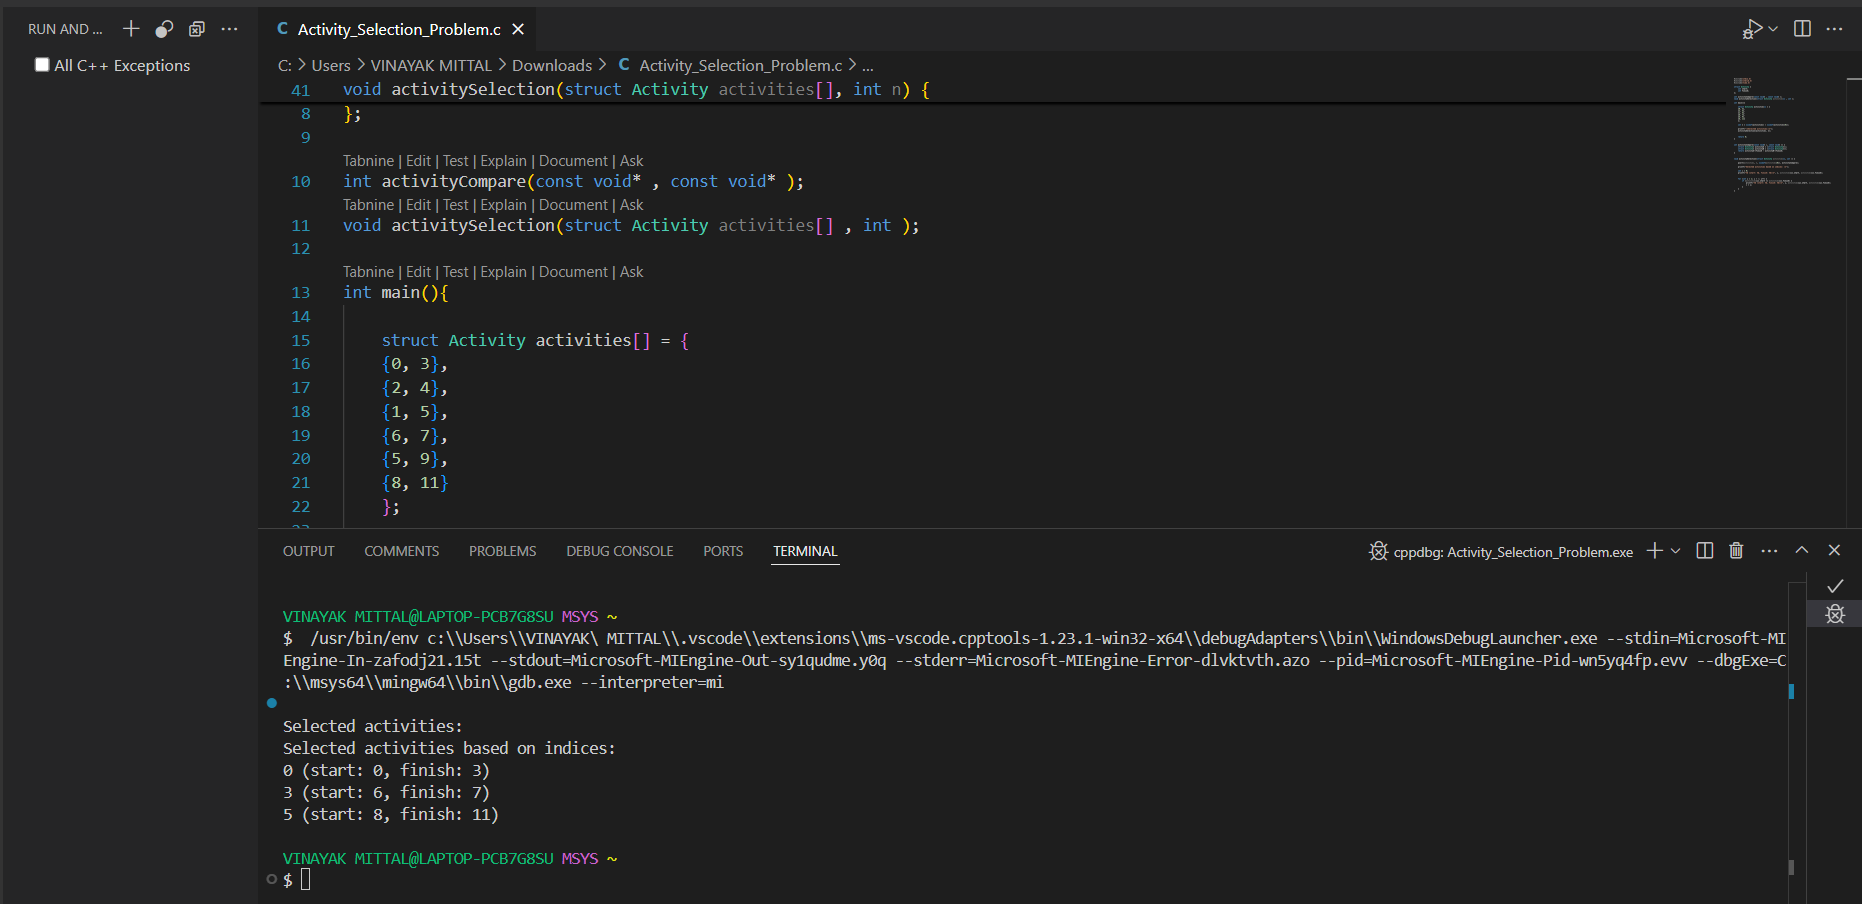 RUN AND ...
All C++ Exceptions
C Activity_Selection_Problem.c
C: > Users > VINAYAK MITTAL > Downloads > C Activity_Selection_Problem.c > ...
41 void activitySelection(struct Activity activities[], int n) {
8 };
9
Tabnine | Edit | Test | Explain | Document | Ask
10 int activityCompare(const void* , const void* );
Tabnine | Edit | Test | Explain | Document | Ask
11 void activitySelection(struct Activity activities[] , int );
12
Tabnine | Edit | Test | Explain | Document | Ask
13 int main(){
14
15 struct Activity activities[] = {
16 {0, 3},
17 {2, 4},
18 {1, 5},
19 {6, 7},
20 {5, 9},
21 {8, 11}
22 };
OUTPUT COMMENTS PROBLEMS DEBUG CONSOLE PORTS TERMINAL
cppdbg: Activity_Selection_Problem.exe
VINAYAK MITTAL@LAPTOP-PCB7G8SU MSYS ~
$  /usr/bin/env c:\\Users\\VINAYAK\ MITTAL\\.vscode\\extensions\\ms-vscode.cpptools-1.23.1-win32-x64\\debugAdapters\\bin\\WindowsDebugLauncher.exe --stdin=Microsoft-MI
Engine-In-zafodj21.15t --stdout=Microsoft-MIEngine-Out-sy1qudme.y0q --stderr=Microsoft-MIEngine-Error-dlvktvth.azo --pid=Microsoft-MIEngine-Pid-wn5yq4fp.evv --dbgExe=C
:\\msys64\\mingw64\\bin\\gdb.exe --interpreter=mi
Selected activities:
Selected activities based on indices:
0 (start: 0, finish: 3)
3 (start: 6, finish: 7)
5 (start: 8, finish: 11)
VINAYAK MITTAL@LAPTOP-PCB7G8SU MSYS ~
$